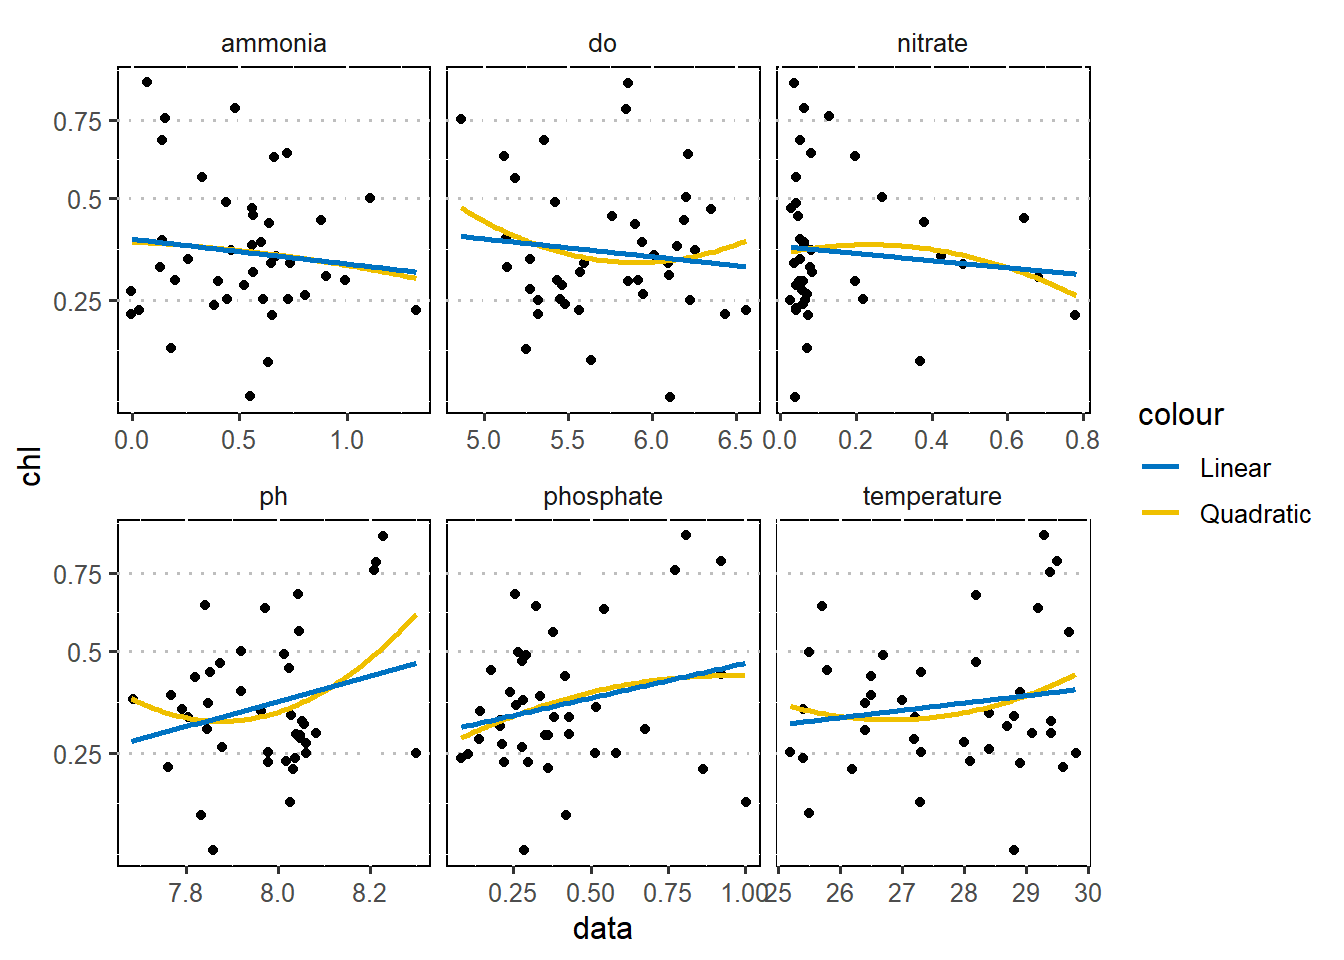 ammonia do nitrate
0.75
0.5
0.25
0.0 0.5 1.0 5.0 5.5 6.0 6.5 0.0 0.2 0.4 0.6 0.8
chl
colour
Linear
Quadratic
ph phosphate temperature
0.75
0.5
0.25
7.8 8.0 8.2 0.25 0.50 0.75 1.00 25 26 27 28 29 30
data